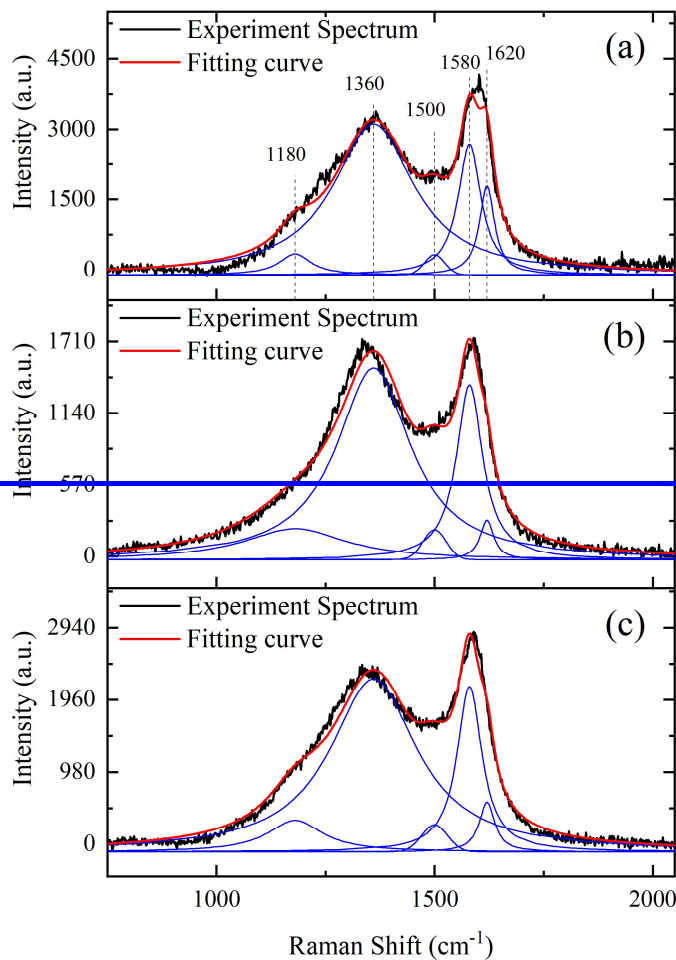 Experiment Spectrum
Fitting curve
(a)
1180
1360
1500
1580
1620
Intensity (a.u.)
4500
3000
1500
0
Experiment Spectrum
Fitting curve
(b)
Intensity (a.u.)
1710
1140
570
0
Experiment Spectrum
Fitting curve
(c)
Intensity (a.u.)
2940
1960
980
0
1000 1500 2000
Raman Shift (cm⁻¹)